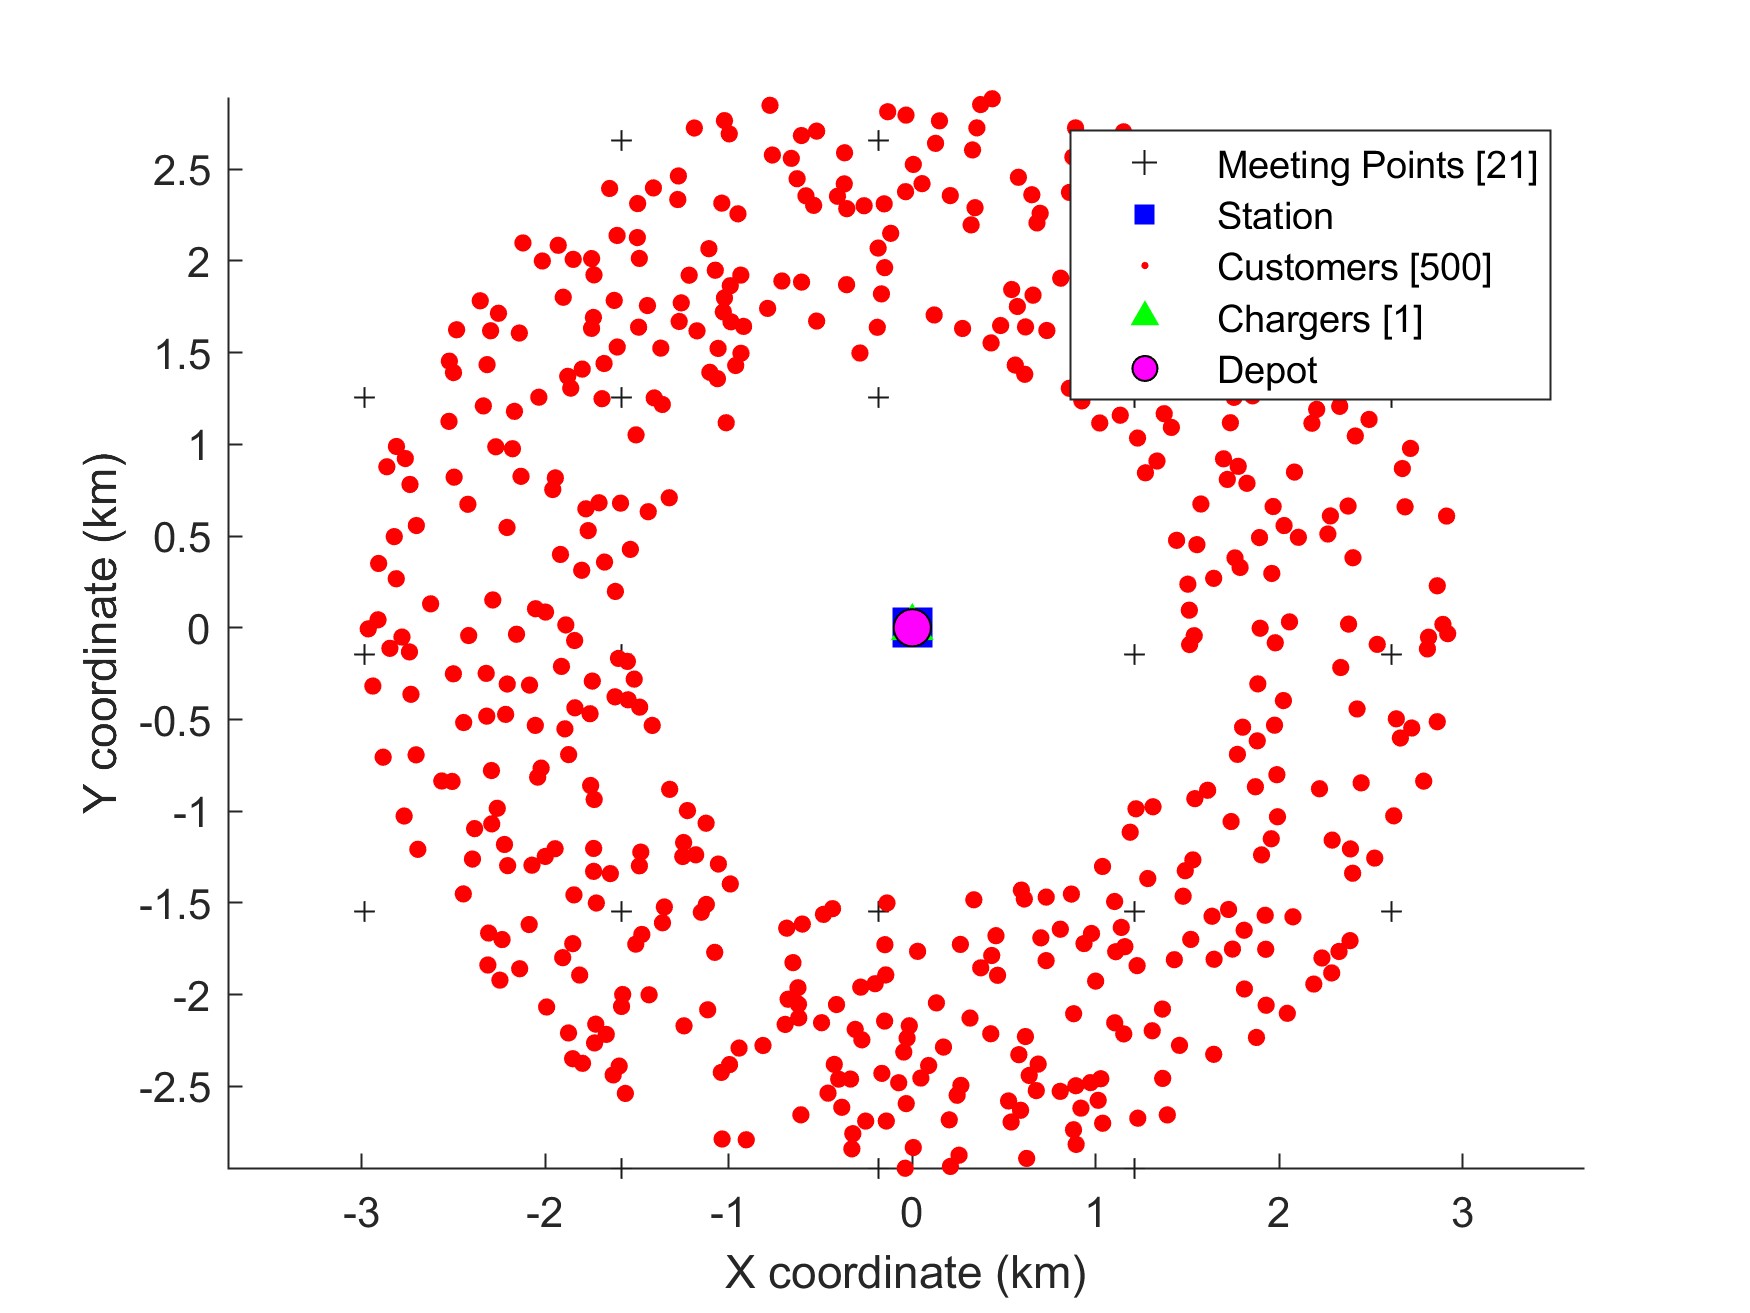 Meeting Points [21]
Station
Customers [500]
Chargers [1]
Depot
2.5
2
1.5
1
0.5
0
-0.5
-1
-1.5
-2
-2.5
Y coordinate (km)
-3 -2 -1 0 1 2 3
X coordinate (km)